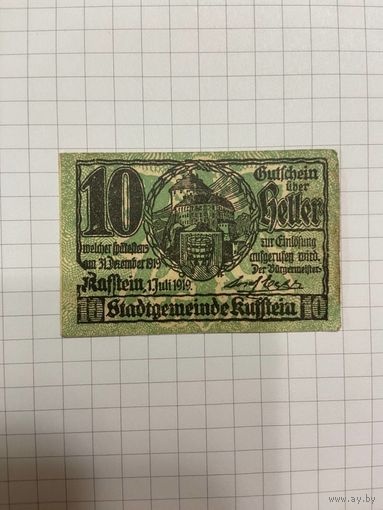 10
Gutschein
über
Heller
welcher spätestens
am 31. Dezember 1919
zur Einlösung
aufgerufen wird.
Der Bürgermeister:
Kufstein, 1. Juli 1919.
10 Stadtgemeinde Kufstein 10
www.ay.by